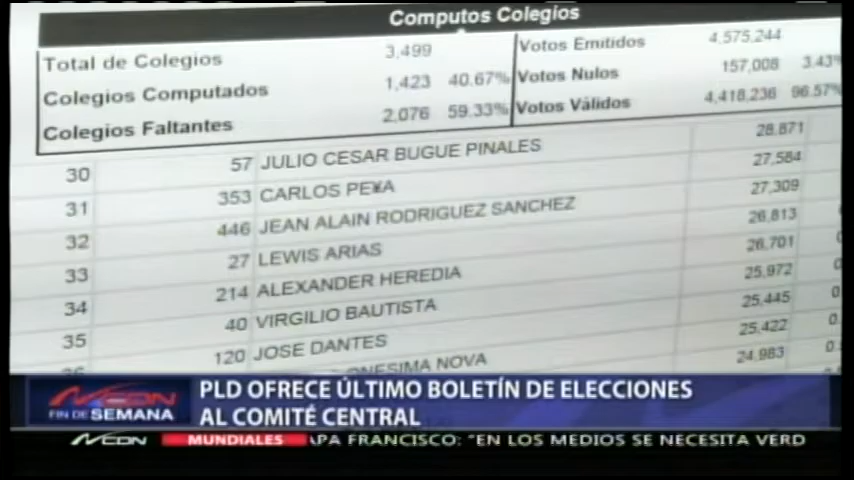 Computos Colegios
Total de Colegios 3,499 Votos Emitidos 4,575,244
Colegios Computados 1,423 40.67% Votos Nulos 157,008 3.43%
Colegios Faltantes 2,076 59.33% Votos Válidos 4,418,236 96.57%
30 57 JULIO CESAR BUGUE PINALES 28,871
31 353 CARLOS PE¥A 27,584
32 446 JEAN ALAIN RODRIGUEZ SANCHEZ 27,309
33 27 LEWIS ARIAS 26,813
34 214 ALEXANDER HEREDIA 26,701
35 40 VIRGILIO BAUTISTA 25,972
120 JOSE DANTES 25,445
ONESIMA NOVA 25,422
24,983
MCDN FIN DE SEMANA
PLD OFRECE ÚLTIMO BOLETÍN DE ELECCIONES
AL COMITÉ CENTRAL
MCDN MUNDIALES APA FRANCISCO: "EN LOS MEDIOS SE NECESITA VERD